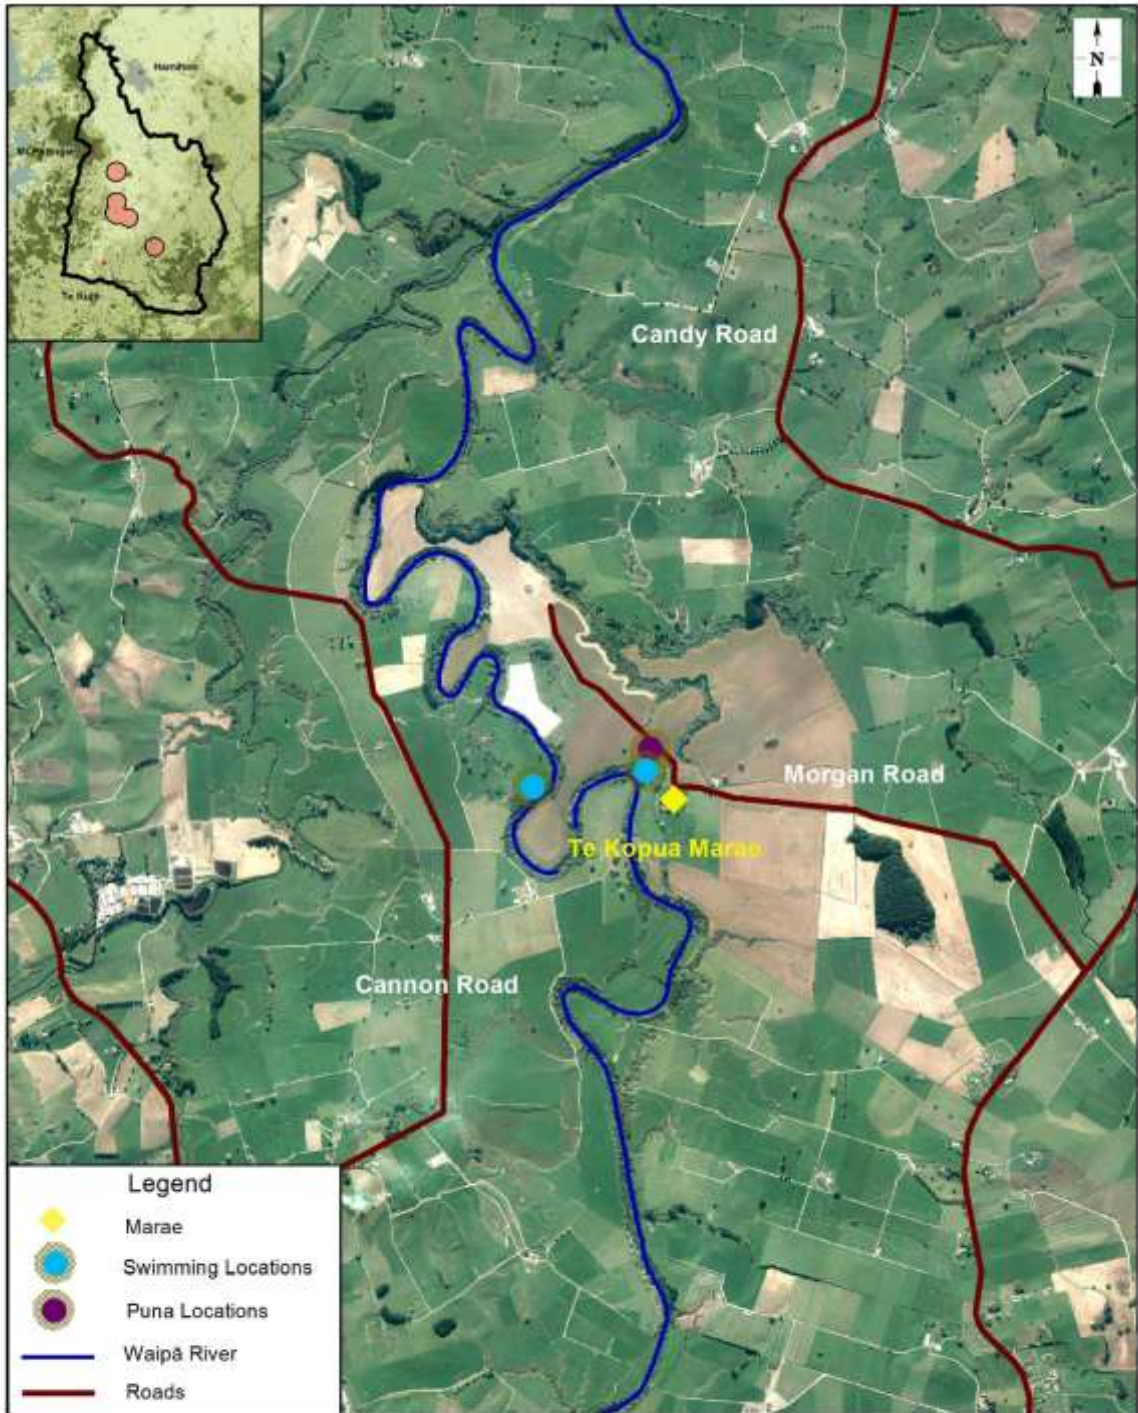 Hamilton
Te Kuiti
N
Candy Road
Morgan Road
Te Kopua Marae
Cannon Road
Legend
Marae
Swimming Locations
Puna Locations
Waipā River
Roads